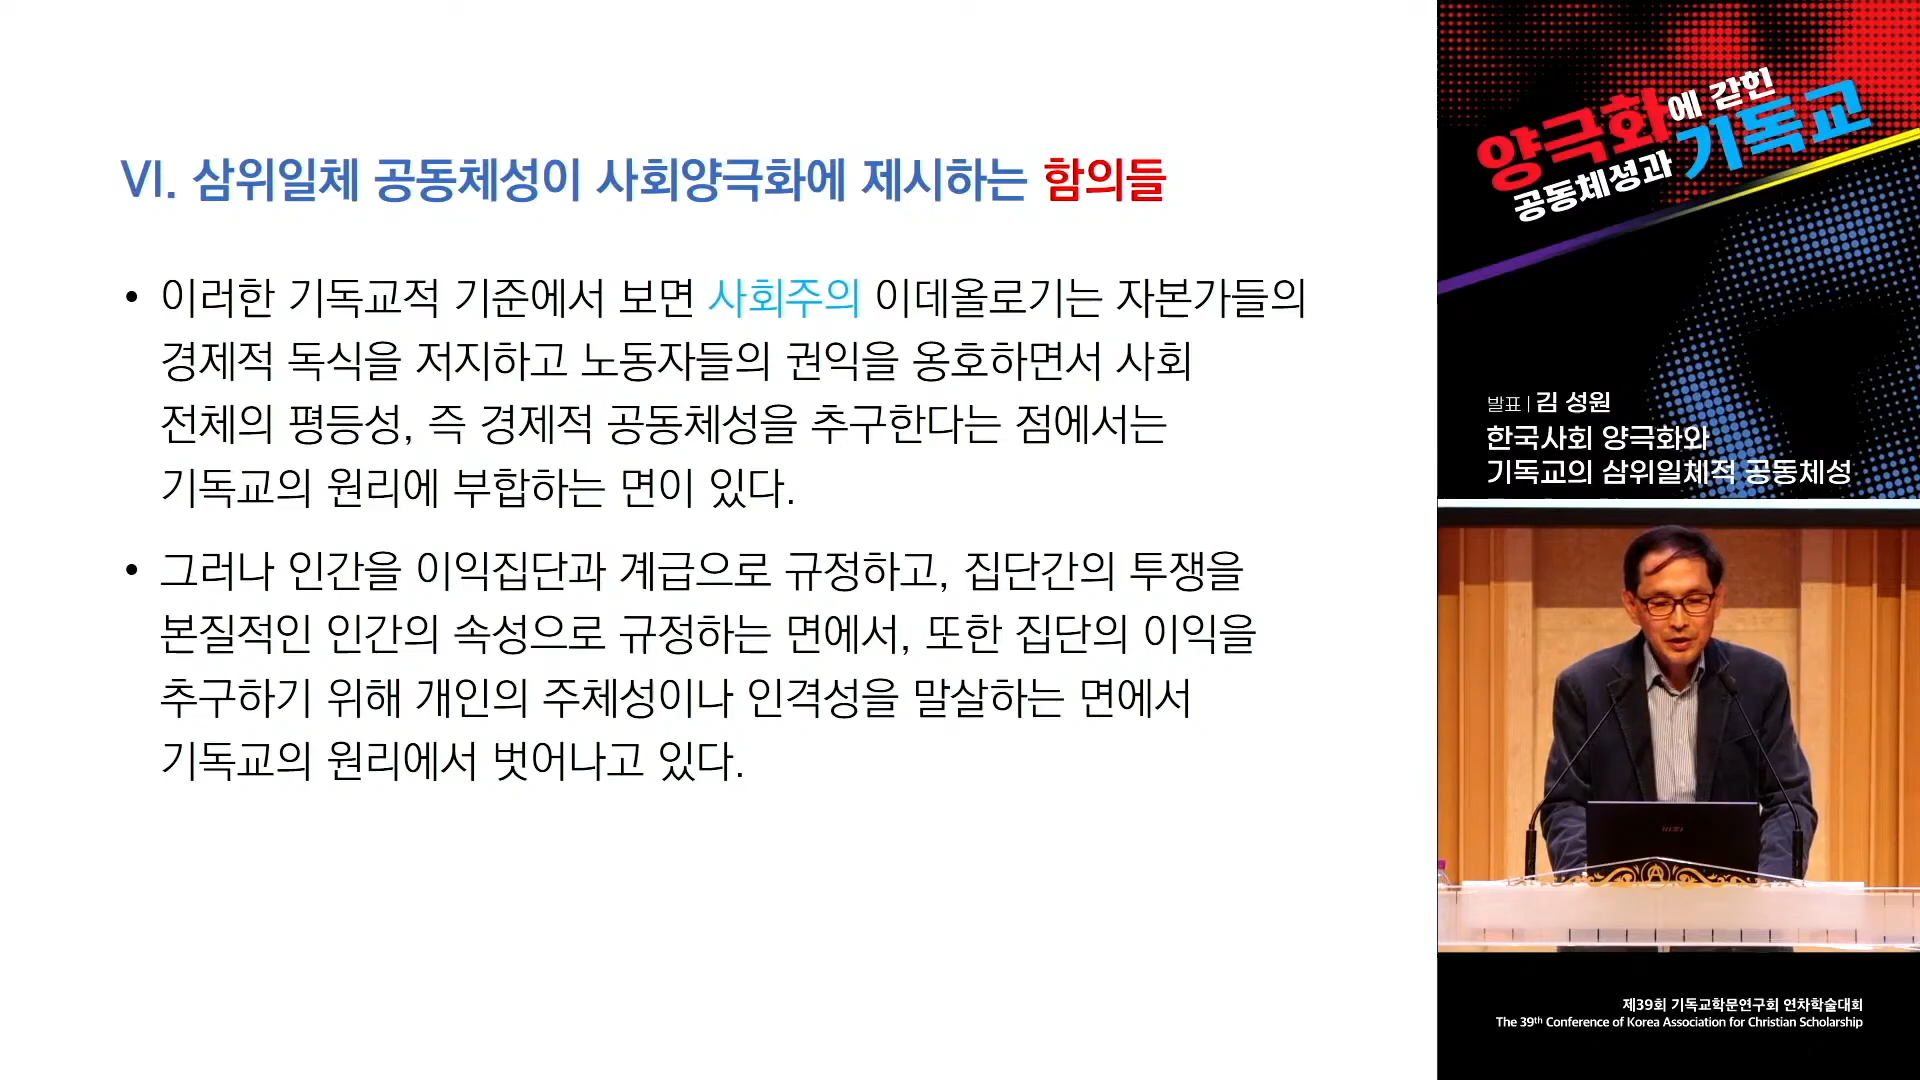 VI. 삼위일체 공동체성이 사회양극화에 제시하는 함의들
• 이러한 기독교적 기준에서 보면 사회주의 이데올로기는 자본가들의
경제적 독식을 저지하고 노동자들의 권익을 옹호하면서 사회
전체의 평등성, 즉 경제적 공동체성을 추구한다는 점에서는
기독교의 원리에 부합하는 면이 있다.
• 그러나 인간을 이익집단과 계급으로 규정하고, 집단간의 투쟁을
본질적인 인간의 속성으로 규정하는 면에서, 또한 집단의 이익을
추구하기 위해 개인의 주체성이나 인격성을 말살하는 면에서
기독교의 원리에서 벗어나고 있다.
양극화에 갇힌
공동체성과 기독교
발표 | 김 성원
한국사회 양극화와
기독교의 삼위일체적 공동체성
msi
제39회 기독교학문연구회 연차학술대회
The 39th Conference of Korea Association for Christian Scholarship